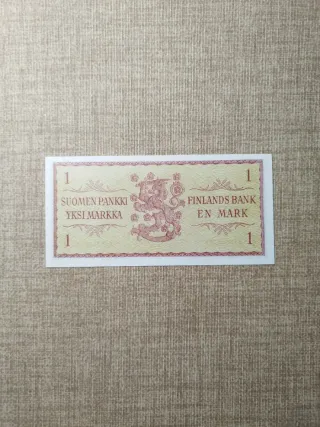 1 1
SUOMEN PANKKI FINLANDS BANK
YKSI MARKKA EN MARK
1 1